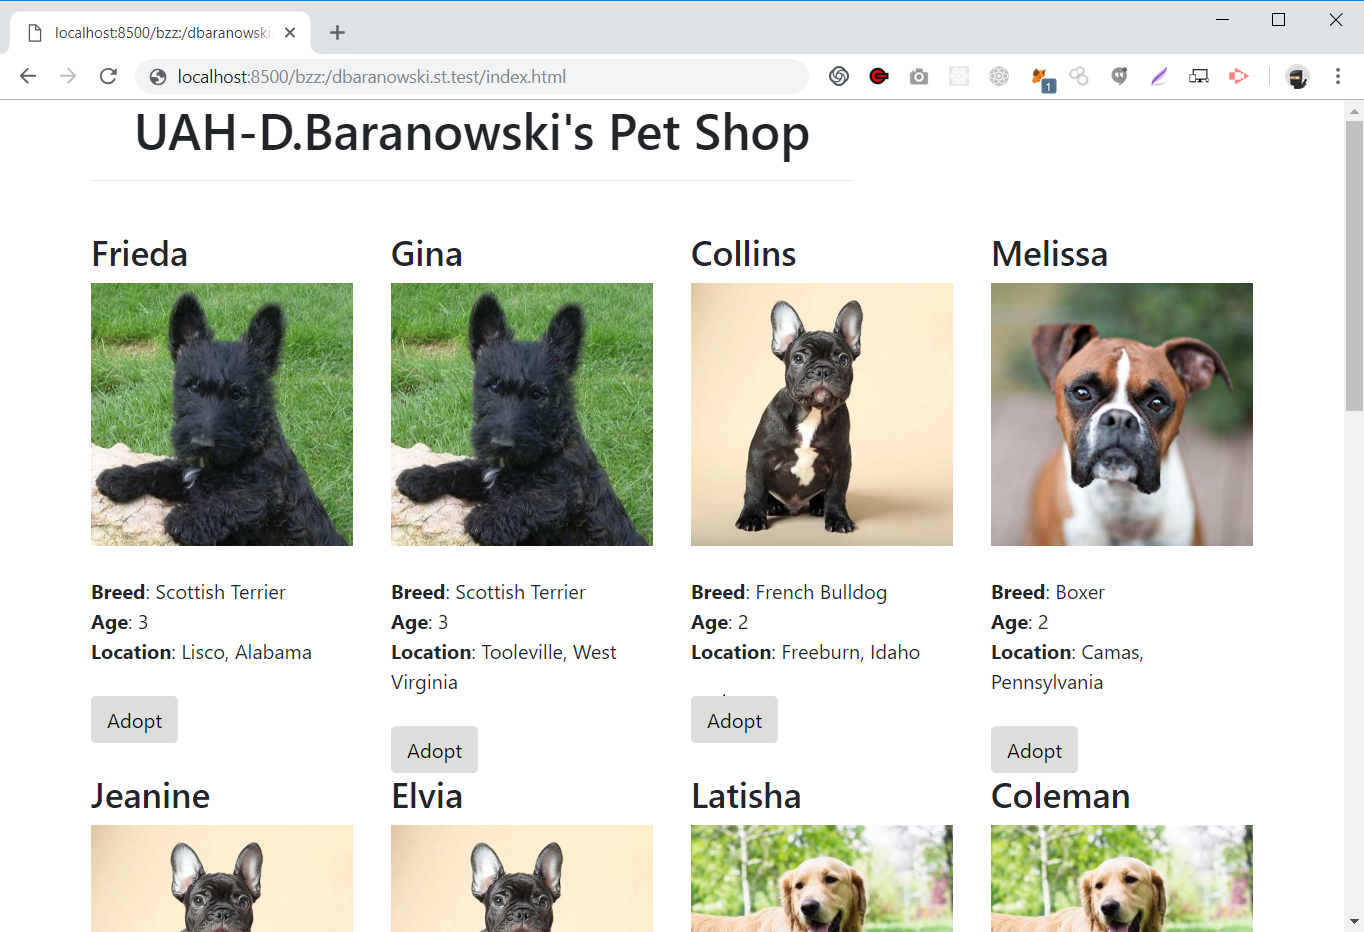 localhost:8500/bzz:/dbaranowski.
localhost:8500/bzz:/dbaranowski.st.test/index.html
1
UAH-D.Baranowski's Pet Shop
Frieda
Gina
Collins
Melissa
Breed: Scottish Terrier
Age: 3
Location: Lisco, Alabama
Adopt
Breed: Scottish Terrier
Age: 3
Location: Tooleville, West
Virginia
Adopt
Breed: French Bulldog
Age: 2
Location: Freeburn, Idaho
Adopt
Breed: Boxer
Age: 2
Location: Camas,
Pennsylvania
Adopt
Jeanine
Elvia
Latisha
Coleman